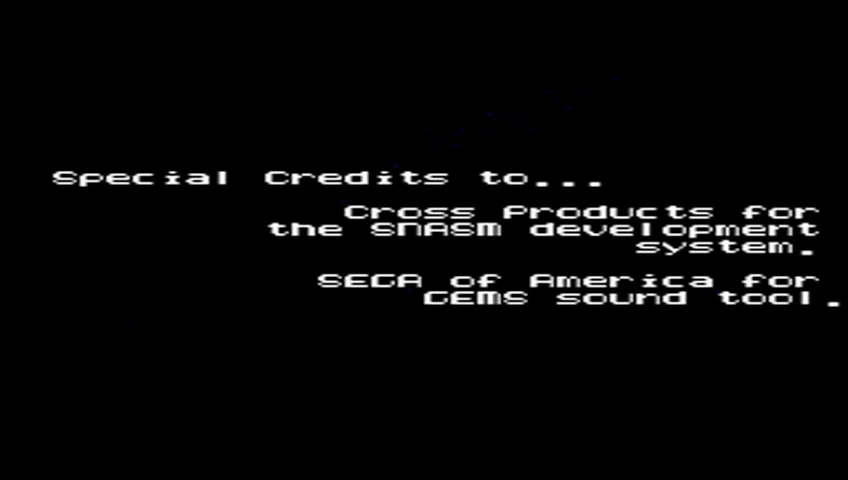 Special Credits to...
Cross Products for
the SNASM development
system.
SEGA of America for
GEMS sound tool.